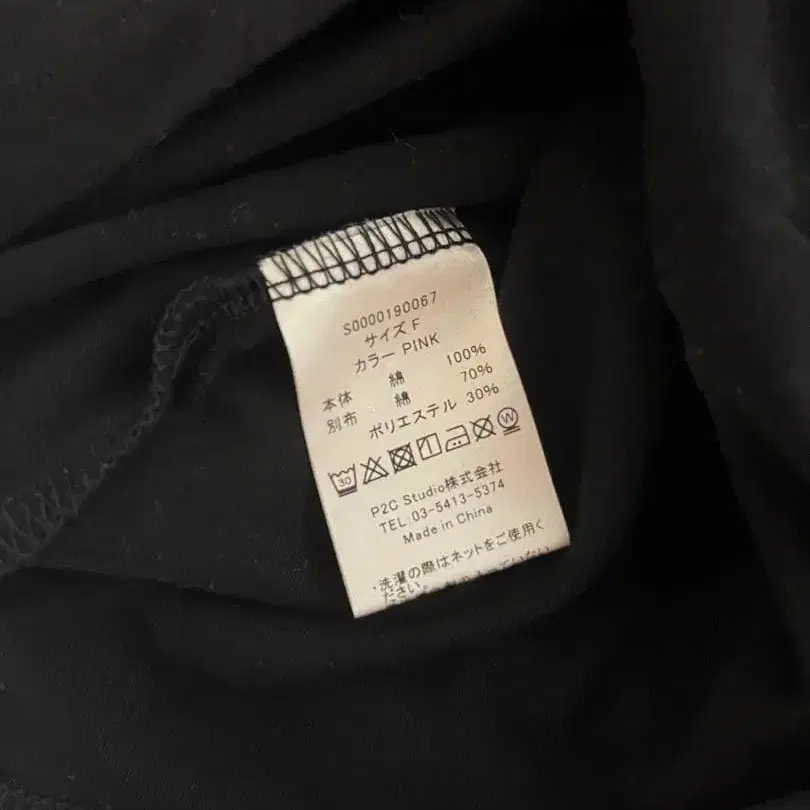 S0000190067
サイズ F
カラー PINK
本体 綿 100%
別布 綿 70%
ポリエステル 30%
30 W
P2C Studio株式会社
TEL.03-5413-5374
Made in China
・洗濯の際はネットをご使用く
ださい。